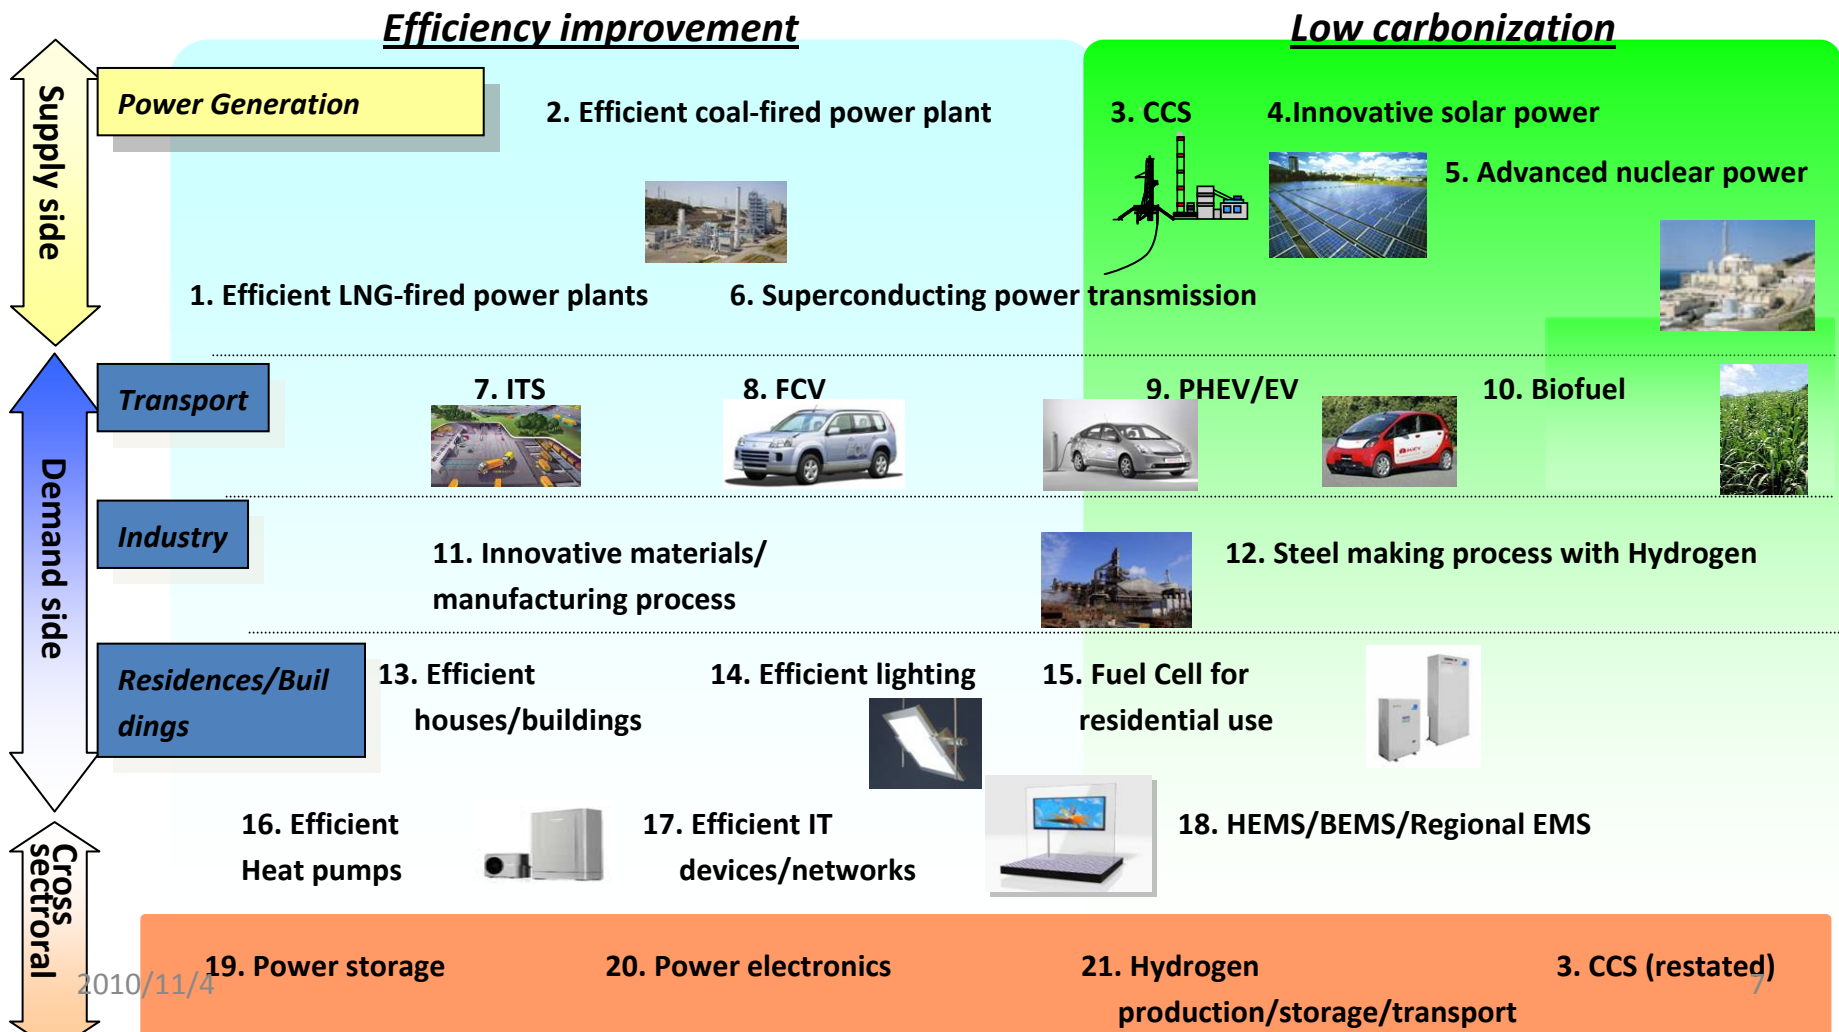 Efficiency improvement
Low carbonization
Supply side
Power Generation
2. Efficient coal-fired power plant
3. CCS
4.Innovative solar power
5. Advanced nuclear power
1. Efficient LNG-fired power plants
6. Superconducting power transmission
Demand side
Transport
7. ITS
8. FCV
9. PHEV/EV
10. Biofuel
Industry
11. Innovative materials/
manufacturing process
12. Steel making process with Hydrogen
Residences/Buil
dings
13. Efficient
houses/buildings
14. Efficient lighting
15. Fuel Cell for
residential use
16. Efficient
Heat pumps
17. Efficient IT
devices/networks
18. HEMS/BEMS/Regional EMS
Cross
sectroral
19. Power storage
20. Power electronics
21. Hydrogen
production/storage/transport
3. CCS (restated)
2010/11/4
7